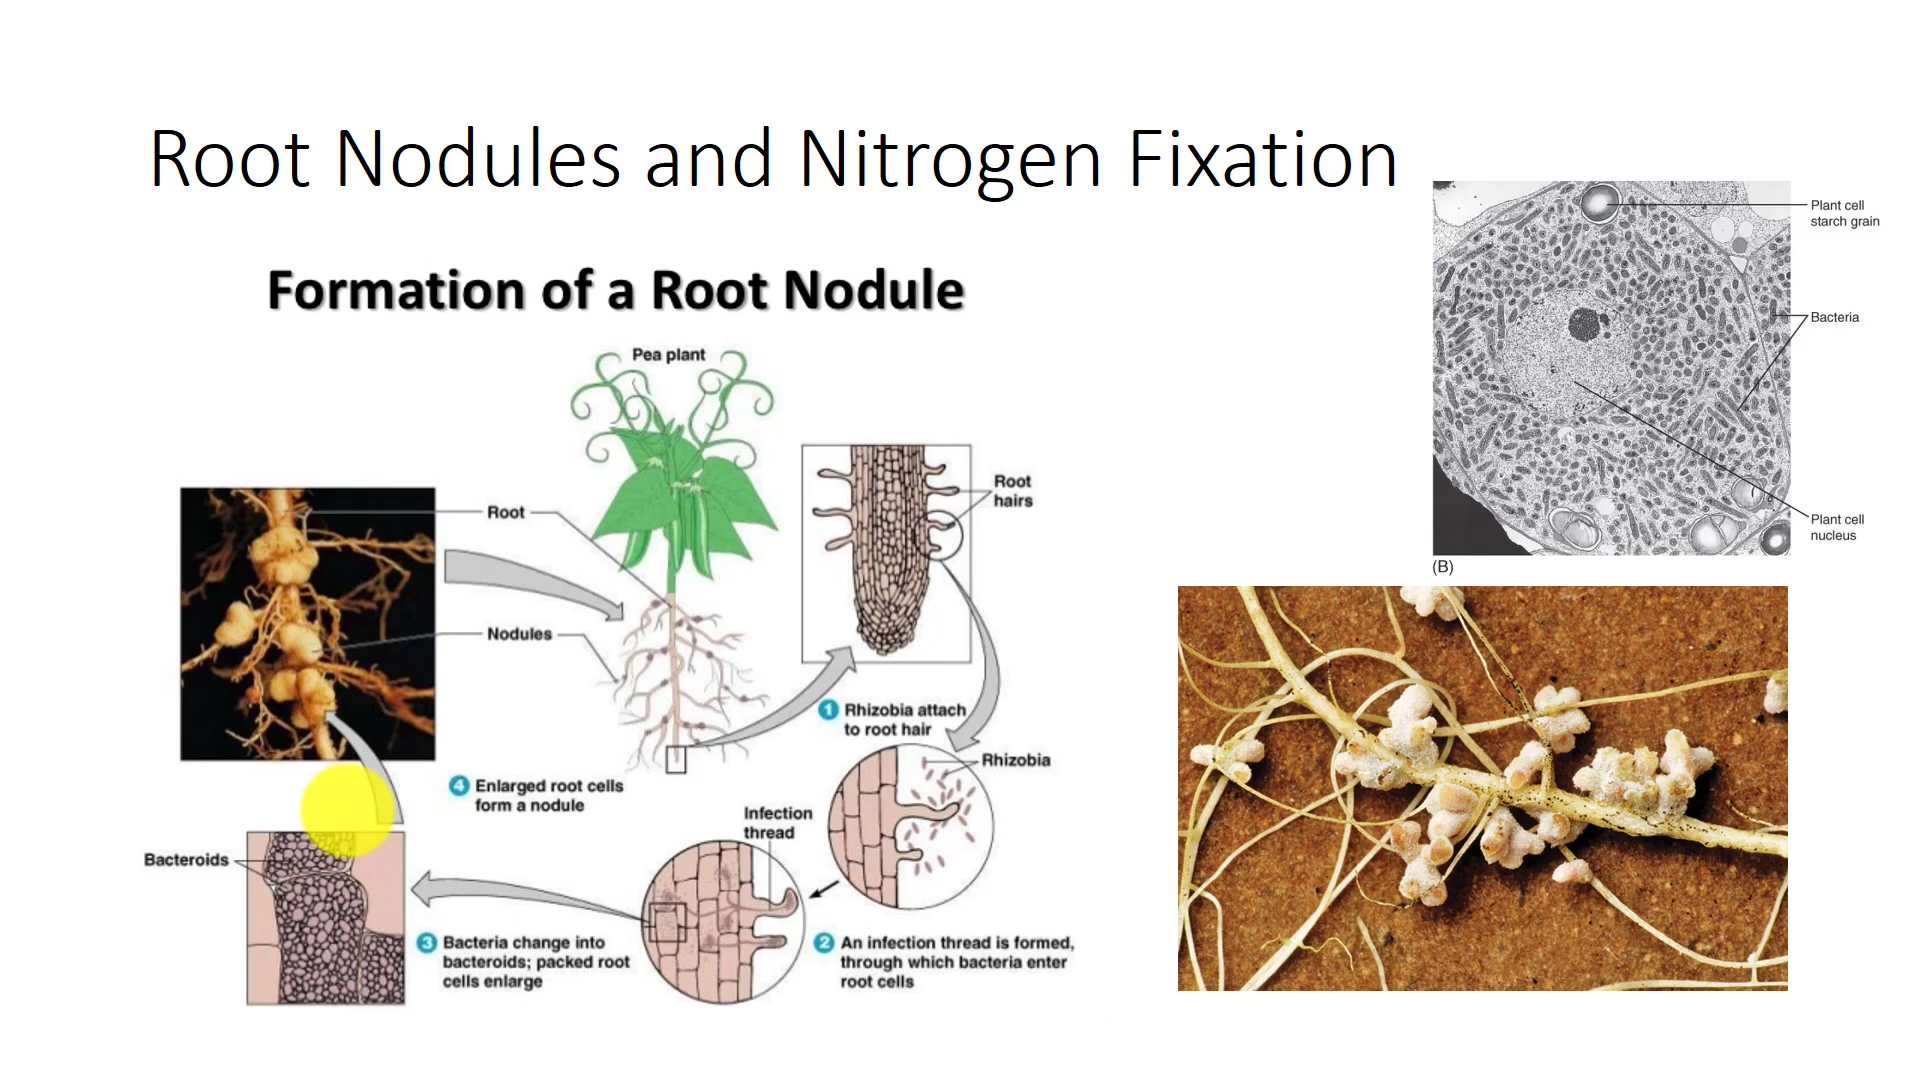 Root Nodules and Nitrogen Fixation
Formation of a Root Nodule
Pea plant
Root
hairs
Root
Nodules
1 Rhizobia attach
to root hair
Rhizobia
4 Enlarged root cells
form a nodule
Infection
thread
Bacteroids
3 Bacteria change into
bacteroids; packed root
cells enlarge
2 An infection thread is formed,
through which bacteria enter
root cells
Plant cell
starch grain
Bacteria
Plant cell
nucleus
(B)